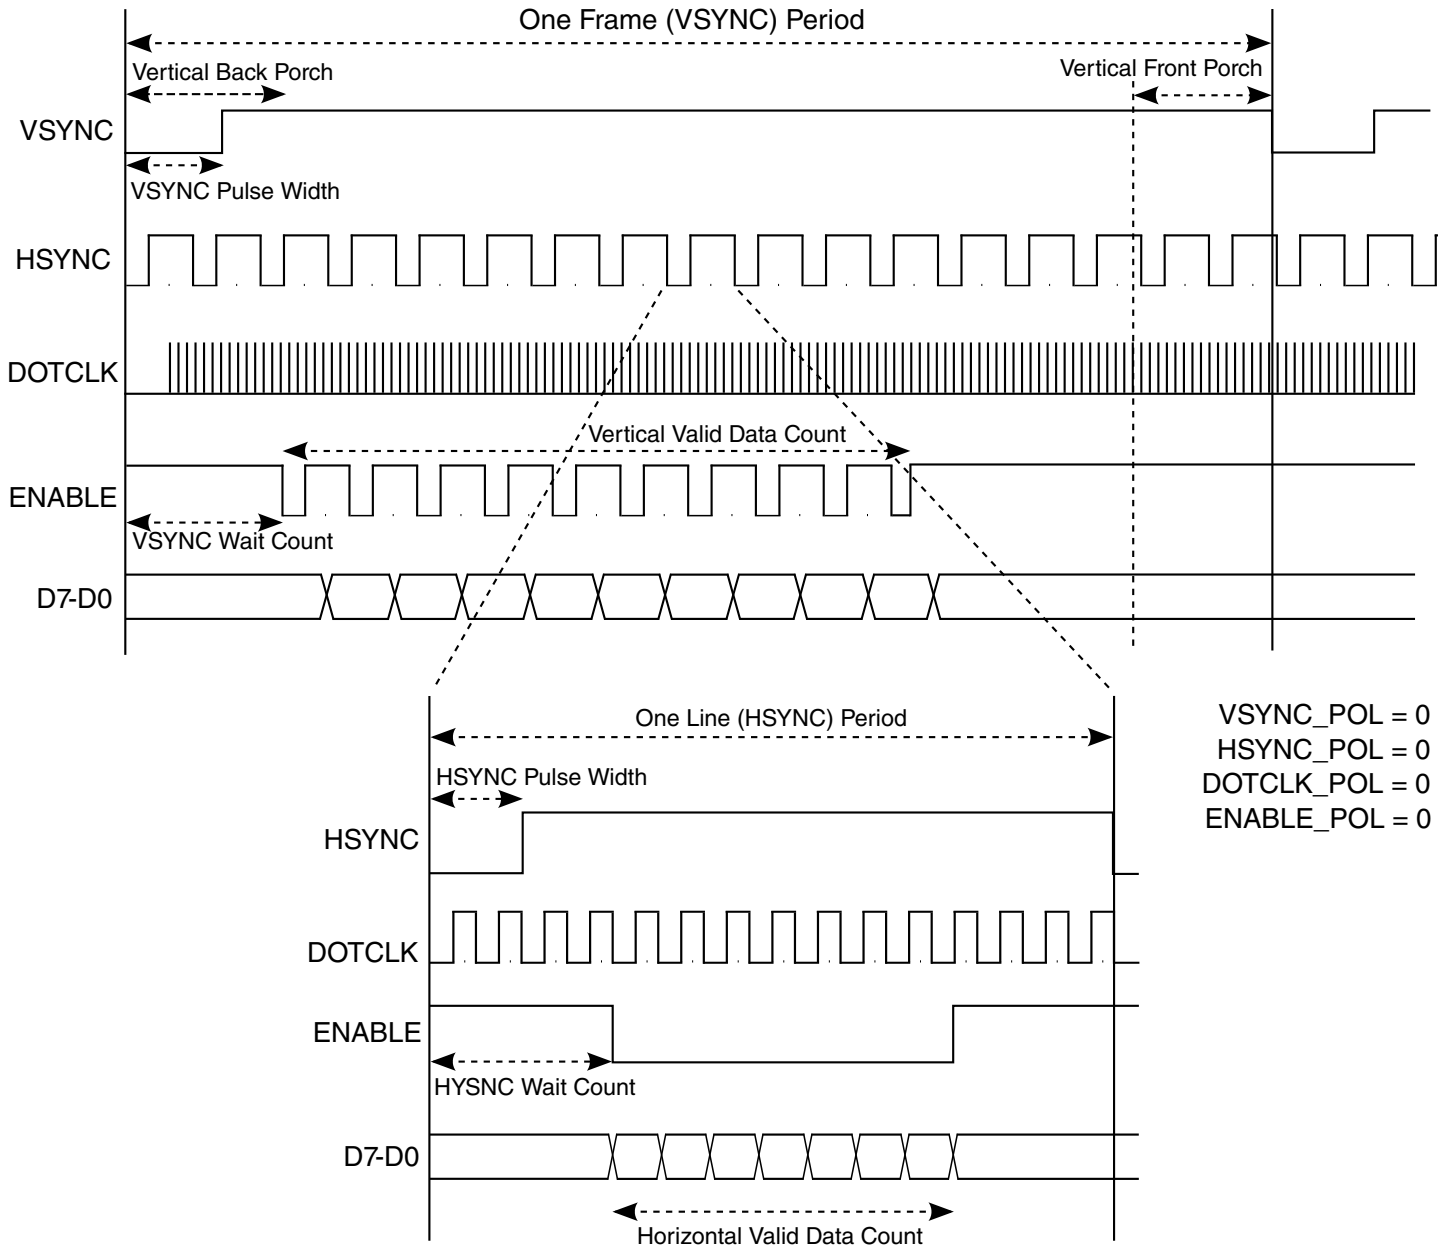 One Frame (VSYNC) Period
Vertical Back Porch
Vertical Front Porch
VSYNC
VSYNC Pulse Width
HSYNC
DOTCLK
Vertical Valid Data Count
ENABLE
VSYNC Wait Count
D7-D0
One Line (HSYNC) Period
VSYNC_POL = 0
HSYNC_POL = 0
DOTCLK_POL = 0
ENABLE_POL = 0
HSYNC Pulse Width
HSYNC
DOTCLK
ENABLE
HYSNC Wait Count
D7-D0
Horizontal Valid Data Count